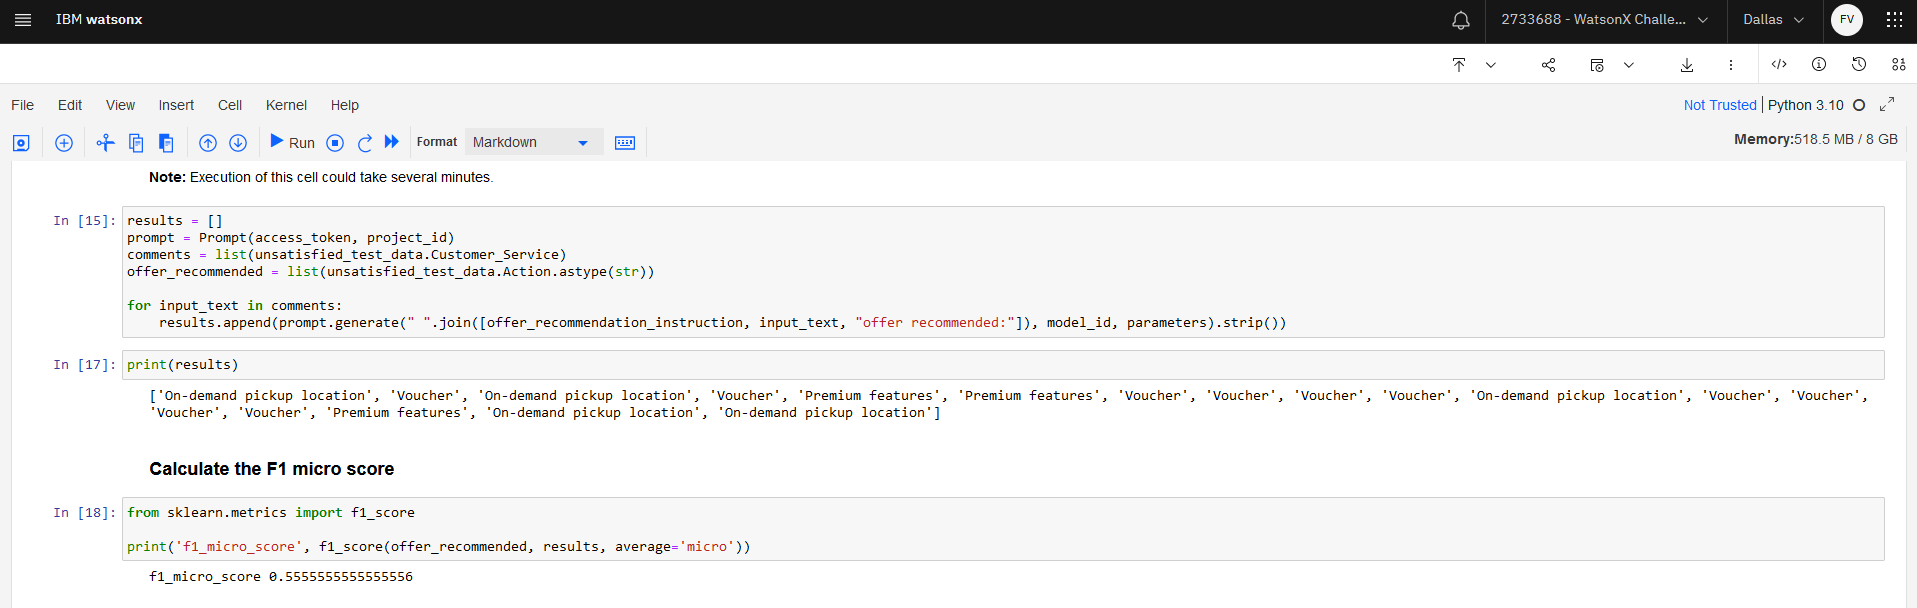 IBM watsonx
2733688 - WatsonX Challe...
Dallas
FV
File Edit View Insert Cell Kernel Help
Not Trusted | Python 3.10
Run
Format
Markdown
Memory:518.5 MB / 8 GB
Note: Execution of this cell could take several minutes.
In [15]:
results = []
prompt = Prompt(access_token, project_id)
comments = list(unsatisfied_test_data.Customer_Service)
offer_recommended = list(unsatisfied_test_data.Action.astype(str))
for input_text in comments:
    results.append(prompt.generate(" ".join([offer_recommendation_instruction, input_text, "offer recommended:"]), model_id, parameters).strip())
In [17]:
print(results)
['On-demand pickup location', 'Voucher', 'On-demand pickup location', 'Voucher', 'Premium features', 'Premium features', 'Voucher', 'Voucher', 'Voucher', 'Voucher', 'On-demand pickup location', 'Voucher', 'Voucher',
'Voucher', 'Voucher', 'Premium features', 'On-demand pickup location', 'On-demand pickup location']
Calculate the F1 micro score
In [18]:
from sklearn.metrics import f1_score
print('f1_micro_score', f1_score(offer_recommended, results, average='micro'))
f1_micro_score 0.5555555555555556